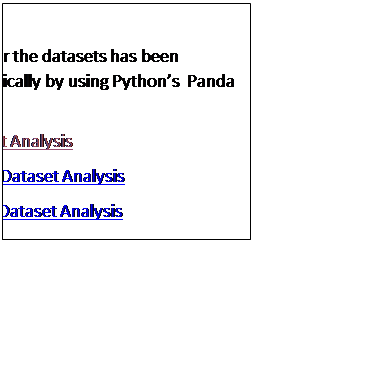 r the datasets has been
ically by using Python's Panda
t Analysis
Dataset Analysis
Dataset Analysis